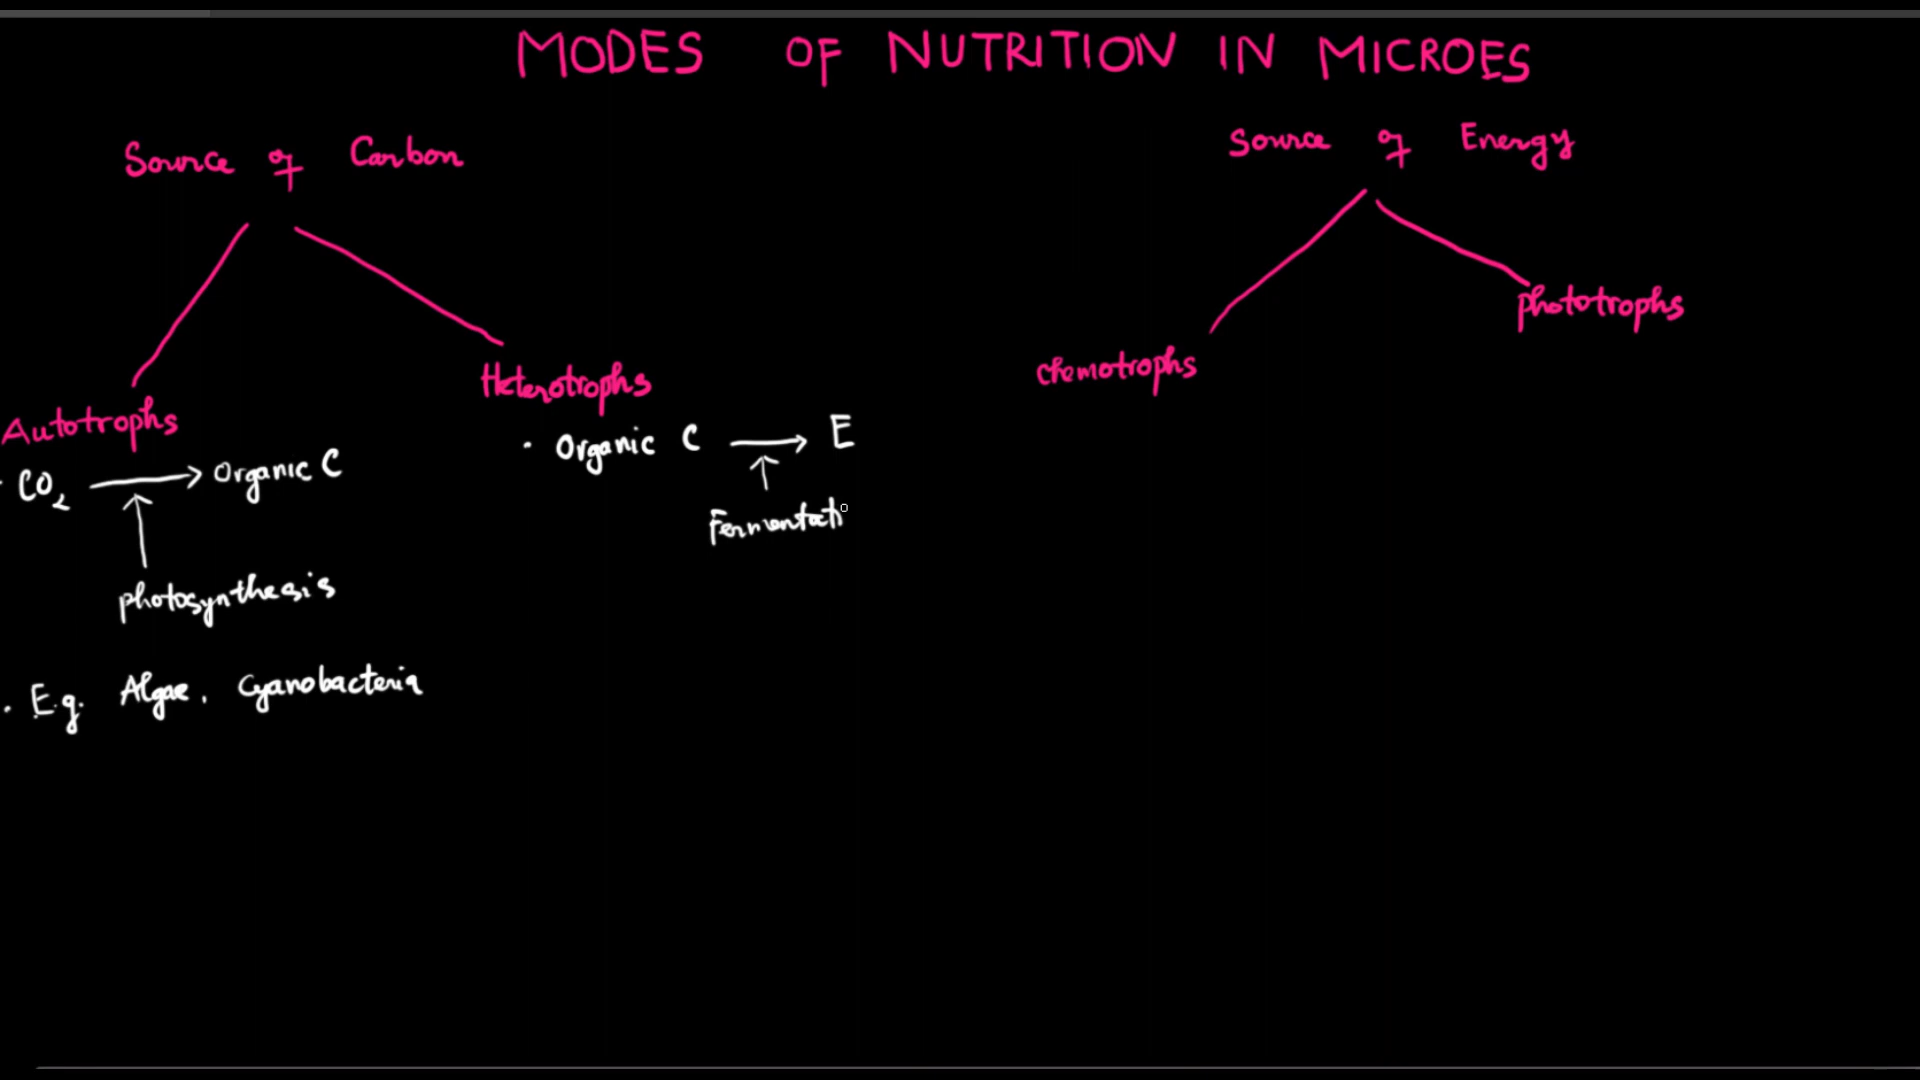 MODES OF NUTRITION IN MICROES
Source of Carbon
Source of Energy
Autotrophs
Heterotrophs
chemotrophs
phototrophs
· CO₂ → Organic C
photosynthesis
· E.g. Algae, Cyanobacteria
· Organic C → E
Fermentati